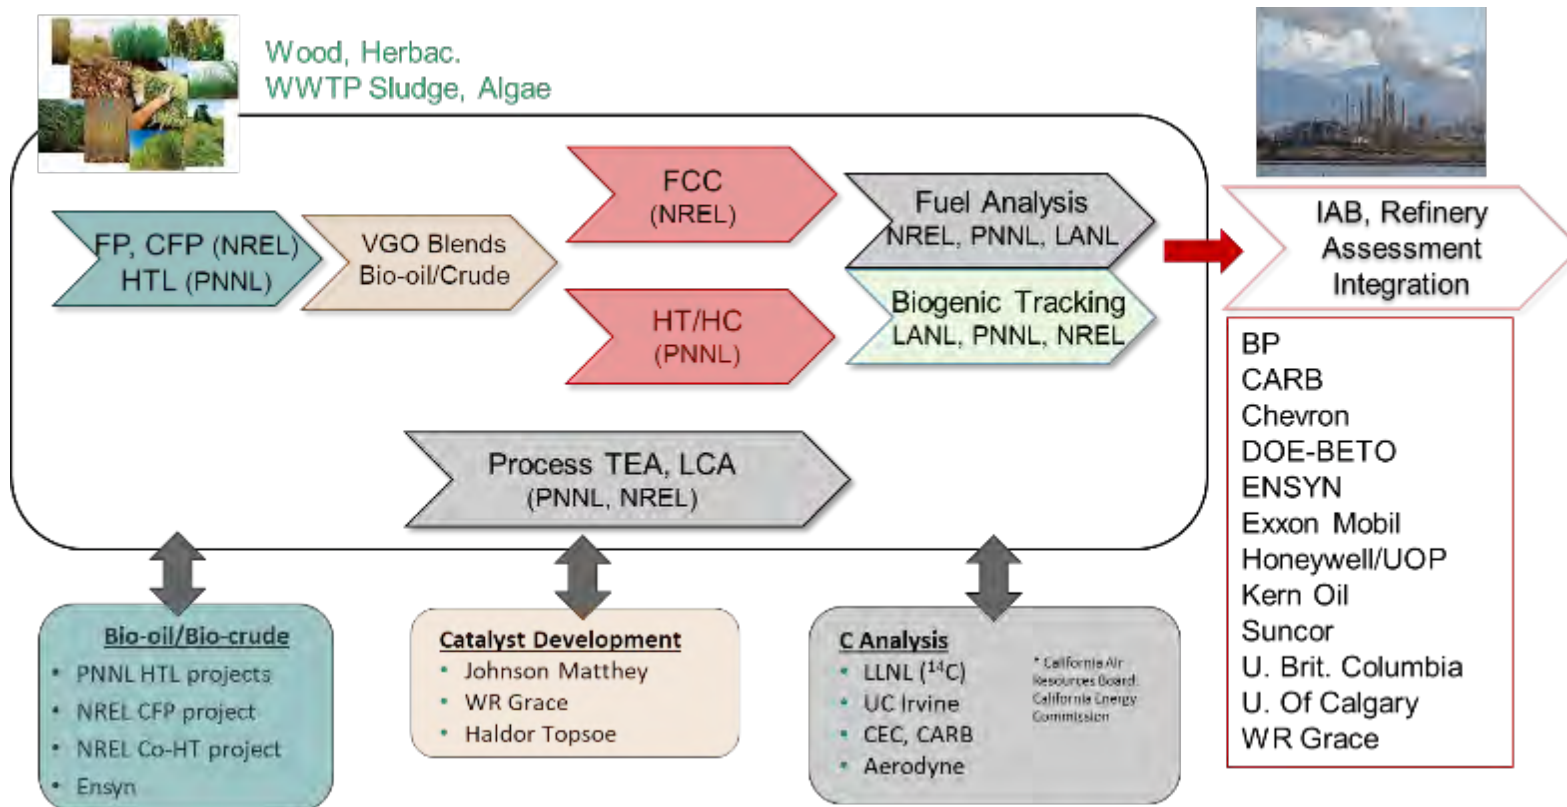 Wood, Herbac.
WWTP Sludge, Algae
FP, CFP (NREL)
HTL (PNNL)
VGO Blends
Bio-oil/Crude
FCC
(NREL)
HT/HC
(PNNL)
Fuel Analysis
NREL, PNNL, LANL
Biogenic Tracking
LANL, PNNL, NREL
Process TEA, LCA
(PNNL, NREL)
IAB, Refinery
Assessment
Integration
BP
CARB
Chevron
DOE-BETO
ENSYN
Exxon Mobil
Honeywell/UOP
Kern Oil
Suncor
U. Brit. Columbia
U. Of Calgary
WR Grace
Bio-oil/Bio-crude
• PNNL HTL projects
• NREL CFP project
• NREL Co-HT project
• Ensyn
Catalyst Development
• Johnson Matthey
• WR Grace
• Haldor Topsoe
C Analysis
• LLNL (¹⁴C)
• UC Irvine
• CEC, CARB
• Aerodyne
* California Air
Resources Board.
California Energy
Commission